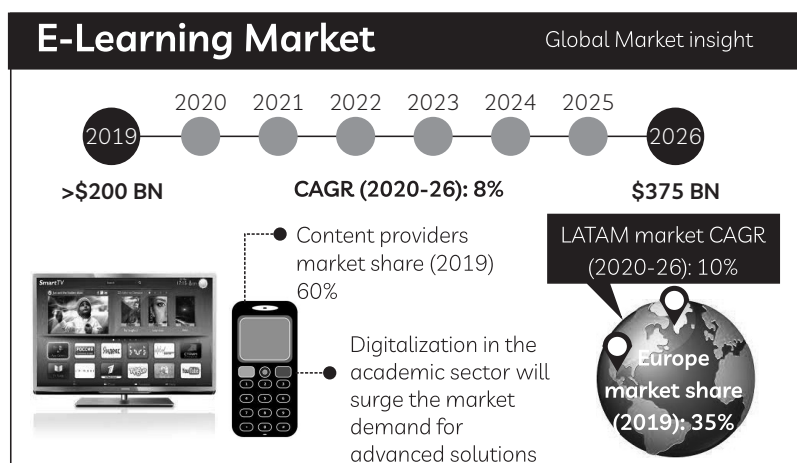 E-Learning Market
Global Market insight
2020 2021 2022 2023 2024 2025
2019
2026
>$200 BN
CAGR (2020-26): 8%
$375 BN
Content providers
market share (2019)
60%
LATAM market CAGR
(2020-26): 10%
SmartTV
YouTube
Digitalization in the
academic sector will
surge the market
demand for
advanced solutions
Europe
market share
(2019): 35%